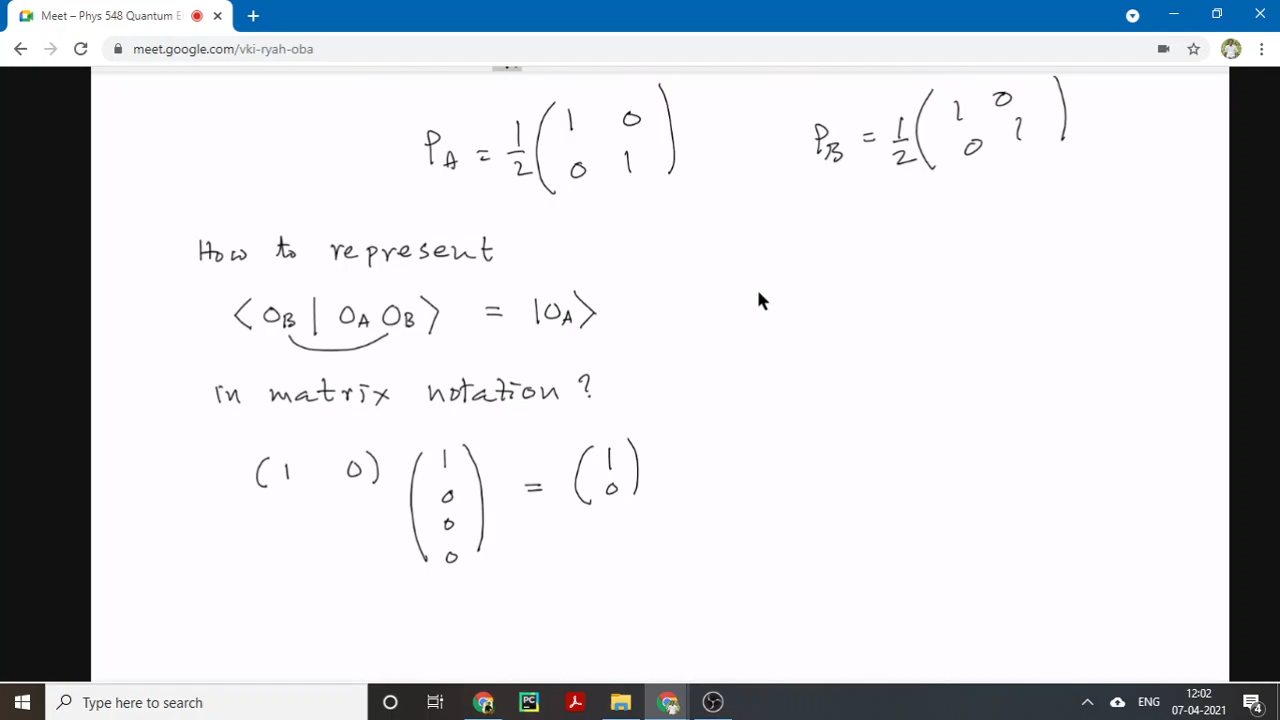 Meet – Phys 548 Quantum E
meet.google.com/vki-ryah-oba
ρA = 1/2 (1 0; 0 1) ρB = 1/2 (1 0; 0 1)
How to represent
⟨0B | 0A 0B⟩ = |0A⟩
in matrix notation ?
(1 0) (1; 0; 0; 0) = (1; 0)
Type here to search
ENG
12:02
07-04-2021
4